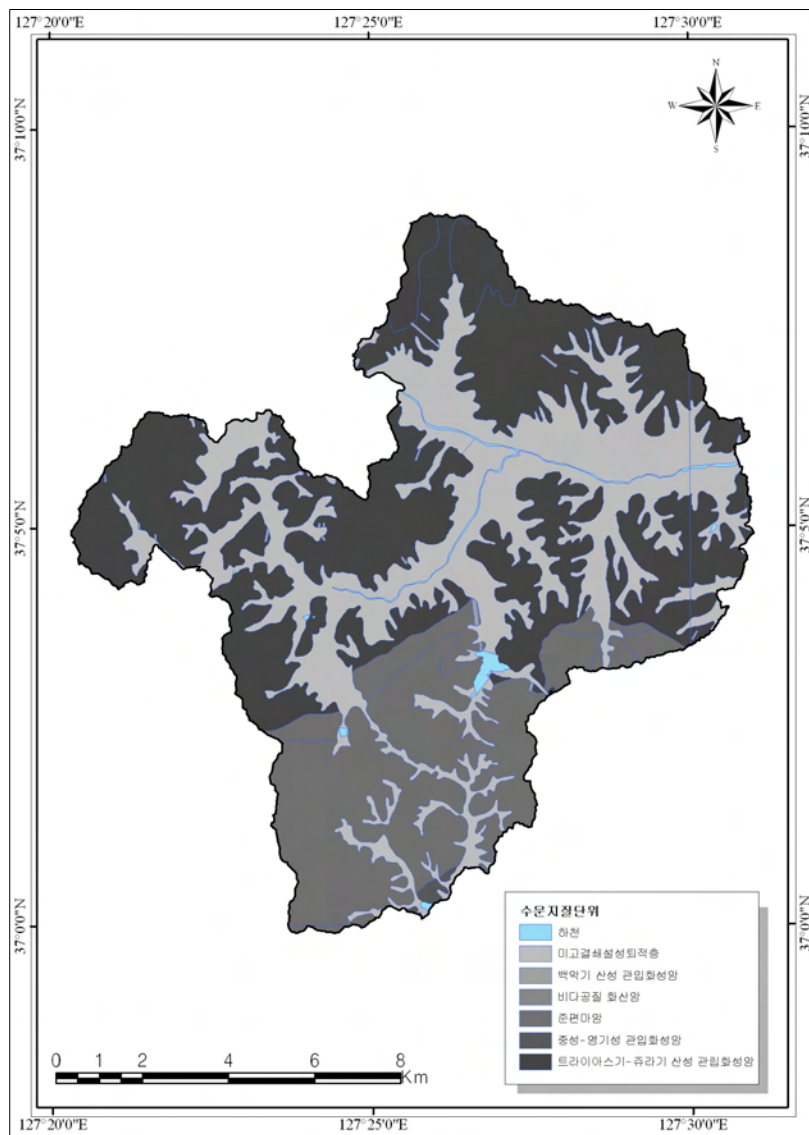 127°20'0"E 127°25'0"E 127°30'0"E
N
W E
S
37°10'0"N 37°10'0"N
37°5'0"N 37°5'0"N
37°0'0"N 37°0'0"N
수문지질단위
하천
미고결쇄설성퇴적층
백악기 산성 관입화성암
비다공질 화산암
준편마암
중성-염기성 관입화성암
트라이아스기-쥬라기 산성 관입화성암
0 1 2 4 6 8
Km
127°20'0"E 127°25'0"E 127°30'0"E